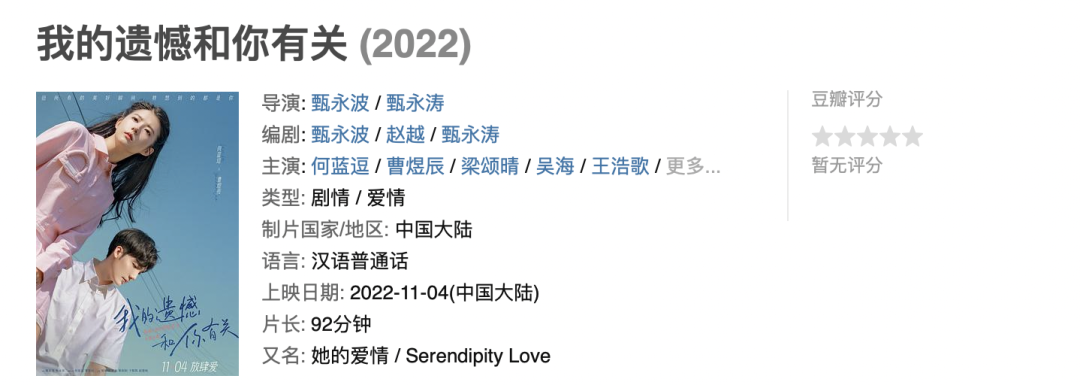 我的遗憾和你有关 (2022)
导演: 甄永波 / 甄永涛
编剧: 甄永波 / 赵越 / 甄永涛
主演: 何蓝逗 / 曹煜辰 / 梁颂晴 / 吴海 / 王浩歌 / 更多...
类型: 剧情 / 爱情
制片国家/地区: 中国大陆
语言: 汉语普通话
上映日期: 2022-11-04(中国大陆)
片长: 92分钟
又名: 她的爱情 / Serendipity Love
豆瓣评分
暂无评分
我的遗憾
和你有关
11 04 放肆爱